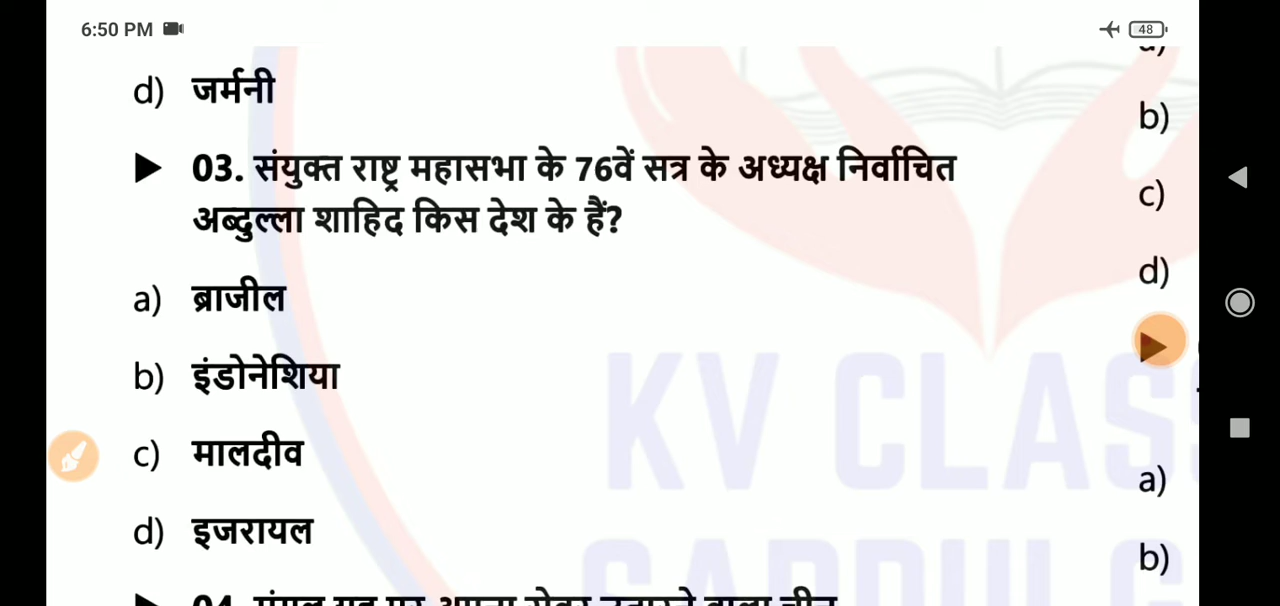 6:50 PM
48
d) जर्मनी
▶ 03. संयुक्त राष्ट्र महासभा के 76वें सत्र के अध्यक्ष निर्वाचित
अब्दुल्ला शाहिद किस देश के हैं?
a) ब्राजील
b) इंडोनेशिया
c) मालदीव
d) इजरायल
b)
c)
d)
a)
b)
KV CLAS